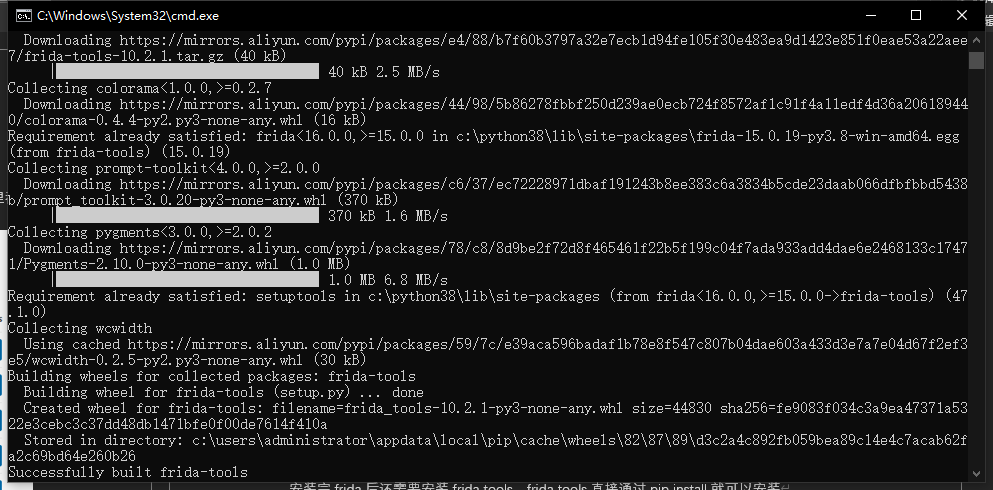 C:\Windows\System32\cmd.exe
Downloading https://mirrors.aliyun.com/pypi/packages/e4/88/b7f60b3797a32e7ecb1d94fe105f30e483ea9d1423e851f0eae53a22aee
7/frida-tools-10.2.1.tar.gz (40 kB)
40 kB 2.5 MB/s
Collecting colorama<1.0.0,>=0.2.7
Downloading https://mirrors.aliyun.com/pypi/packages/44/98/5b86278fbbf250d239ae0ecb724f8572af1c91f4a11edf4d36a20618944
0/colorama-0.4.4-py2.py3-none-any.whl (16 kB)
Requirement already satisfied: frida<16.0.0,>=15.0.0 in c:\python38\lib\site-packages\frida-15.0.19-py3.8-win-amd64.egg
(from frida-tools) (15.0.19)
Collecting prompt-toolkit<4.0.0,>=2.0.0
Downloading https://mirrors.aliyun.com/pypi/packages/c6/37/ec72228971dbaf191243b8ee383c6a3834b5cde23daab066dfbfbbd5438
b/prompt_toolkit-3.0.20-py3-none-any.whl (370 kB)
370 kB 1.6 MB/s
Collecting pygments<3.0.0,>=2.0.2
Downloading https://mirrors.aliyun.com/pypi/packages/78/c8/8d9be2f72d8f465461f22b5f199c04f7ada933add4dae6e2468133c1747
1/Pygments-2.10.0-py3-none-any.whl (1.0 MB)
1.0 MB 6.8 MB/s
Requirement already satisfied: setuptools in c:\python38\lib\site-packages (from frida<16.0.0,>=15.0.0->frida-tools) (47
.1.0)
Collecting wcwidth
Using cached https://mirrors.aliyun.com/pypi/packages/59/7c/e39aca596badaf1b78e8f547c807b04dae603a433d3e7a7e04d67f2ef3
e5/wcwidth-0.2.5-py2.py3-none-any.whl (30 kB)
Building wheels for collected packages: frida-tools
Building wheel for frida-tools (setup.py) ... done
Created wheel for frida-tools: filename=frida_tools-10.2.1-py3-none-any.whl size=44830 sha256=fe9083f034c3a9ea47371a53
22e3cebc3c37dd48db1471bfe0f00de7614f410a
Stored in directory: c:\users\administrator\appdata\local\pip\cache\wheels\82\87\89\d3c2a4c892fb059bea89c14e4c7acab62f
a2c69bd64e260b26
Successfully built frida-tools
安装完 frida 后还需要安装 frida tools，frida tools 直接通过 pip install 就可以安装